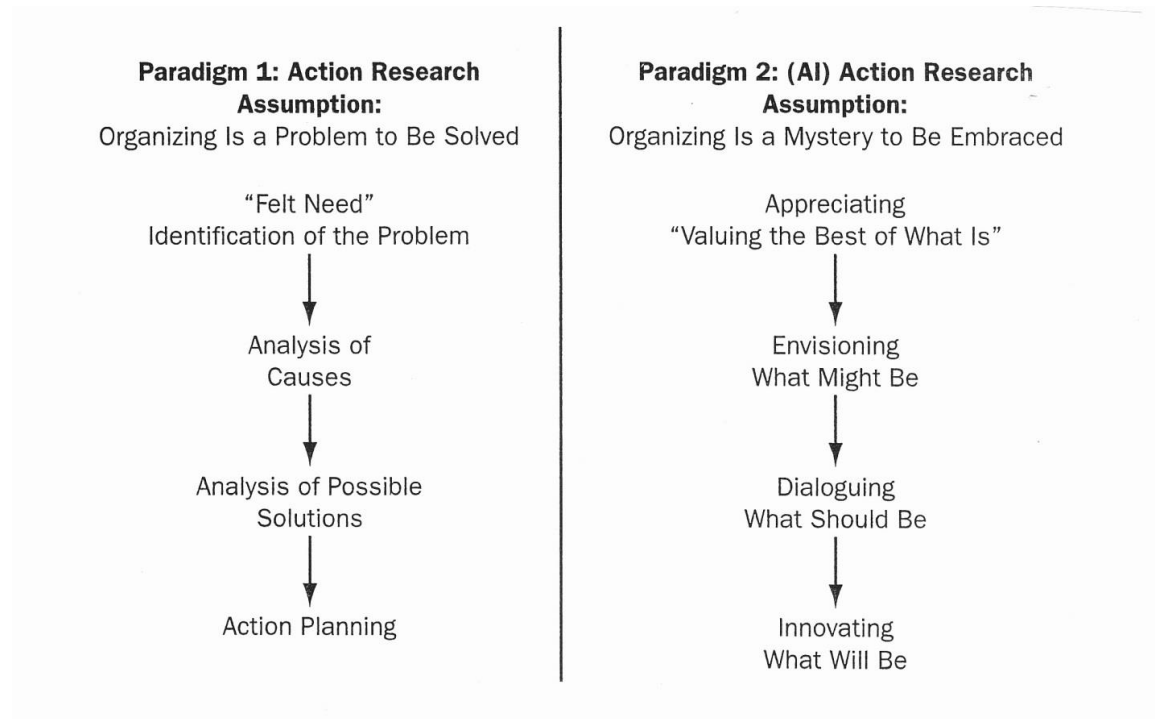 Paradigm 1: Action Research
Assumption:
Organizing Is a Problem to Be Solved
“Felt Need”
Identification of the Problem
Analysis of
Causes
Analysis of Possible
Solutions
Action Planning
Paradigm 2: (AI) Action Research
Assumption:
Organizing Is a Mystery to Be Embraced
Appreciating
“Valuing the Best of What Is”
Envisioning
What Might Be
Dialoguing
What Should Be
Innovating
What Will Be